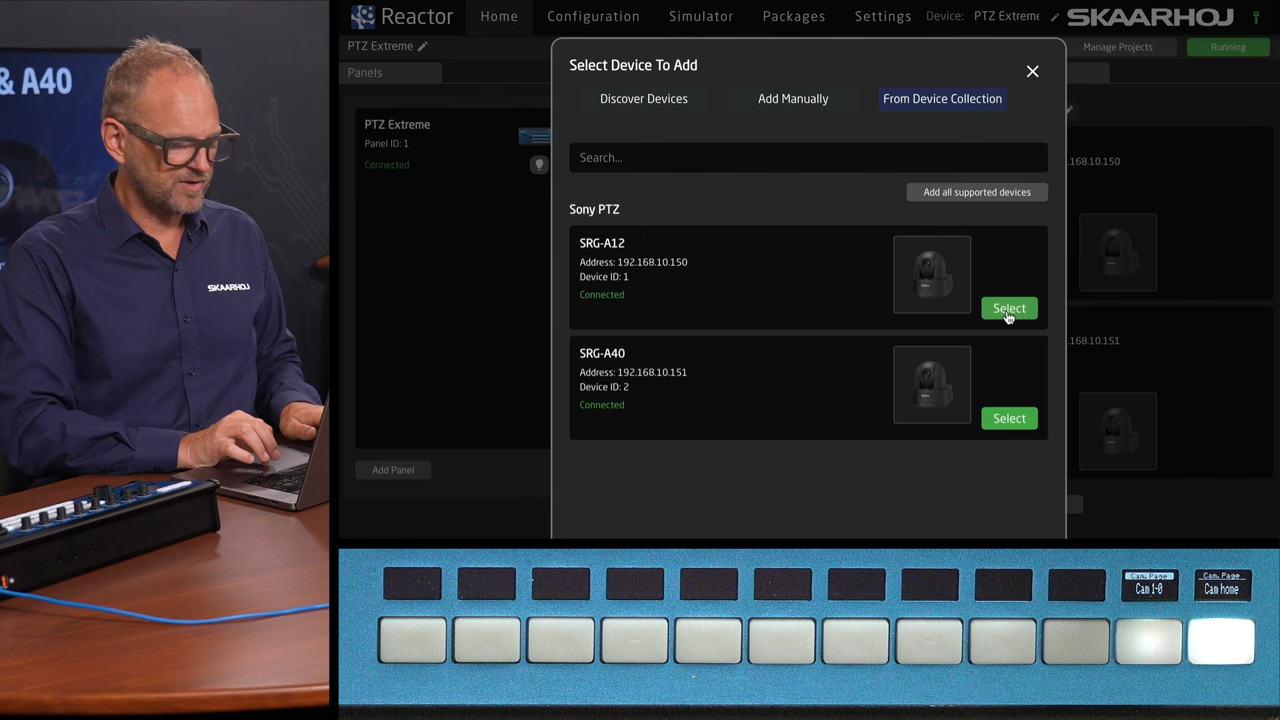 & A40
SKAARHOJ
Reactor
Home
Configuration
Simulator
Packages
Settings
Device: PTZ Extreme
SKAARHOJ
PTZ Extreme
Manage Projects
Running
Panels
PTZ Extreme
Panel ID: 1
Connected
Add Panel
Select Device To Add
Discover Devices
Add Manually
From Device Collection
Search...
Add all supported devices
Sony PTZ
SRG-A12
Address: 192.168.10.150
Device ID: 1
Connected
Select
SRG-A40
Address: 192.168.10.151
Device ID: 2
Connected
Select
.168.10.150
.168.10.151
Cam. Page
Cam 1-0
Cam. Page
Cam home